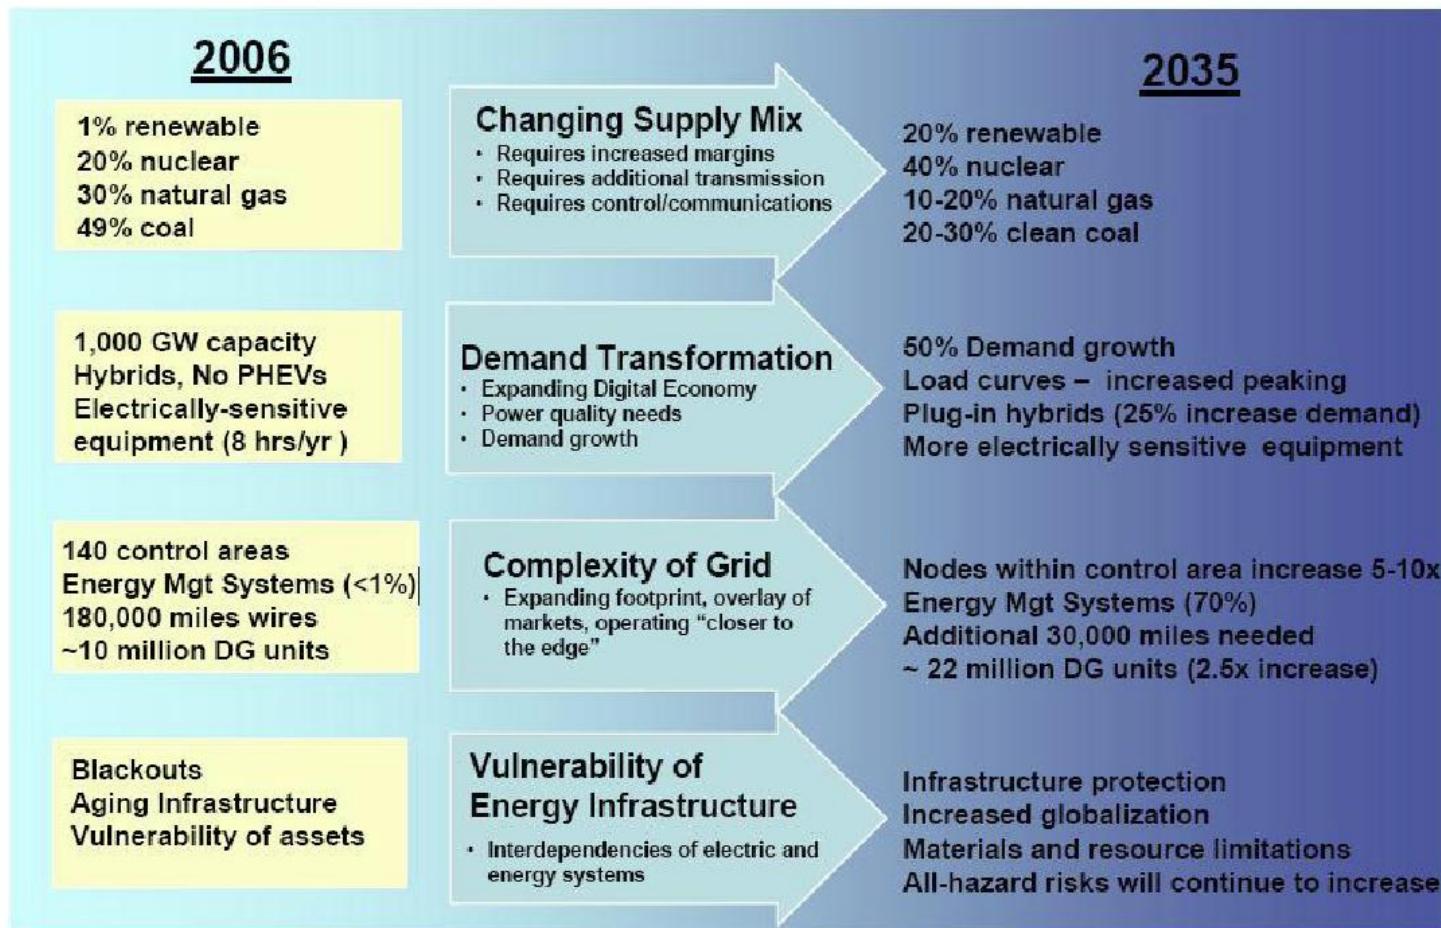 2006
1% renewable
20% nuclear
30% natural gas
49% coal
Changing Supply Mix
• Requires increased margins
• Requires additional transmission
• Requires control/communications
2035
20% renewable
40% nuclear
10-20% natural gas
20-30% clean coal
1,000 GW capacity
Hybrids, No PHEVs
Electrically-sensitive
equipment (8 hrs/yr )
Demand Transformation
• Expanding Digital Economy
• Power quality needs
• Demand growth
50% Demand growth
Load curves – increased peaking
Plug-in hybrids (25% increase demand)
More electrically sensitive equipment
140 control areas
Energy Mgt Systems (<1%)
180,000 miles wires
~10 million DG units
Complexity of Grid
• Expanding footprint, overlay of
markets, operating “closer to
the edge”
Nodes within control area increase 5-10x
Energy Mgt Systems (70%)
Additional 30,000 miles needed
~ 22 million DG units (2.5x increase)
Blackouts
Aging Infrastructure
Vulnerability of assets
Vulnerability of
Energy Infrastructure
• Interdependencies of electric and
energy systems
Infrastructure protection
Increased globalization
Materials and resource limitations
All-hazard risks will continue to increase